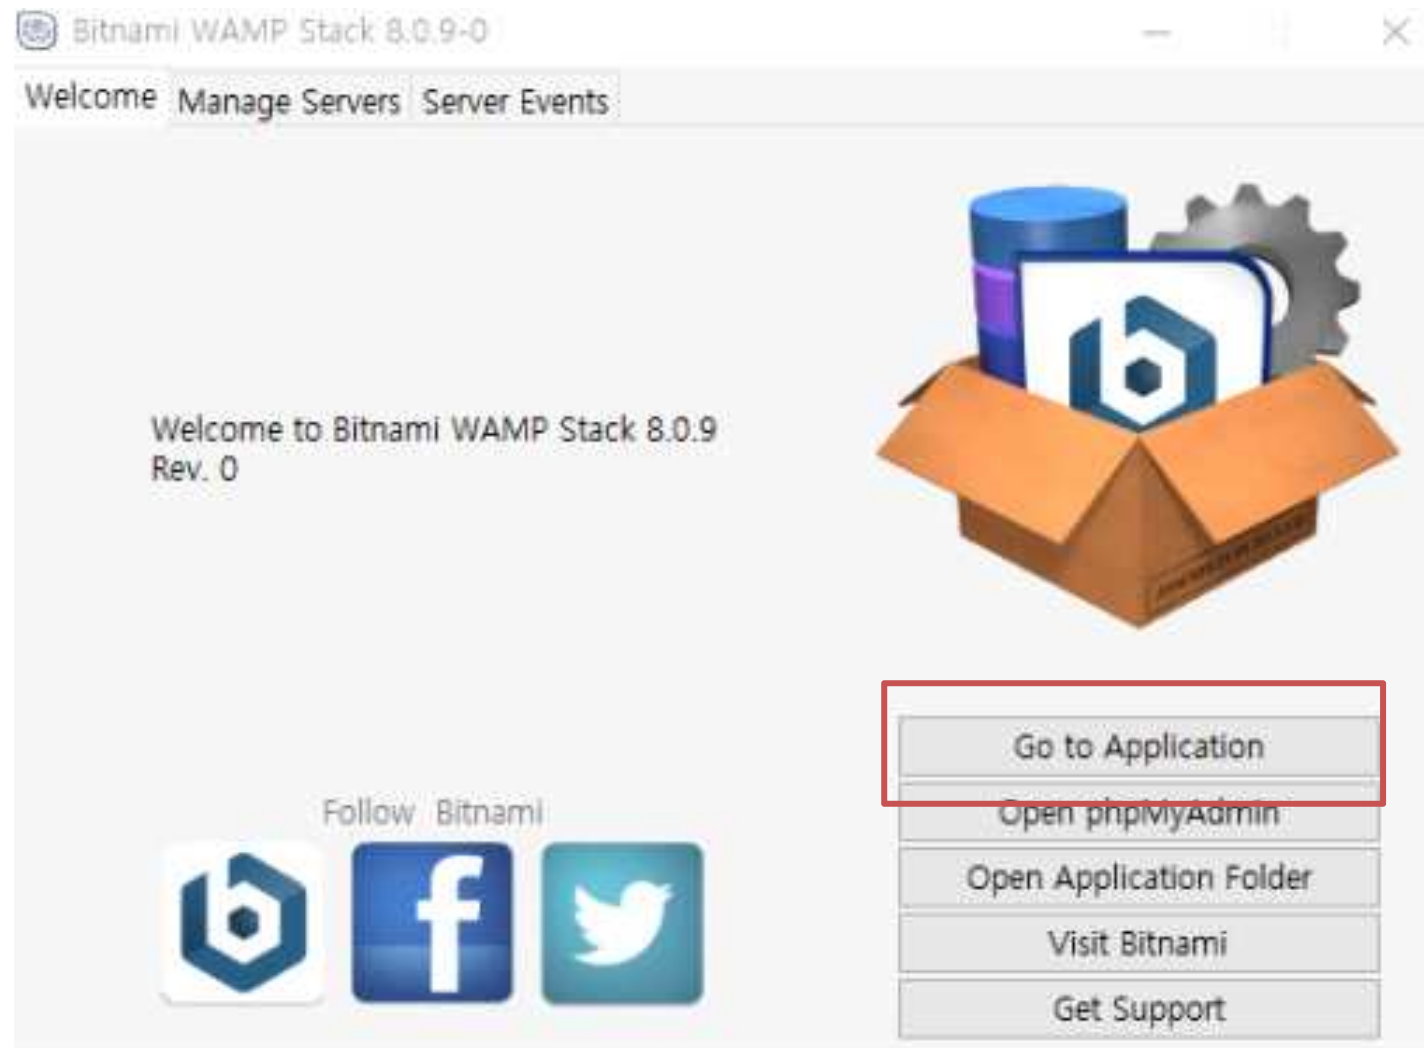 Bitnami WAMP Stack 8.0.9-0
Welcome Manage Servers Server Events
Welcome to Bitnami WAMP Stack 8.0.9
Rev. 0
Go to Application
Open phpMyAdmin
Open Application Folder
Visit Bitnami
Get Support
Follow Bitnami